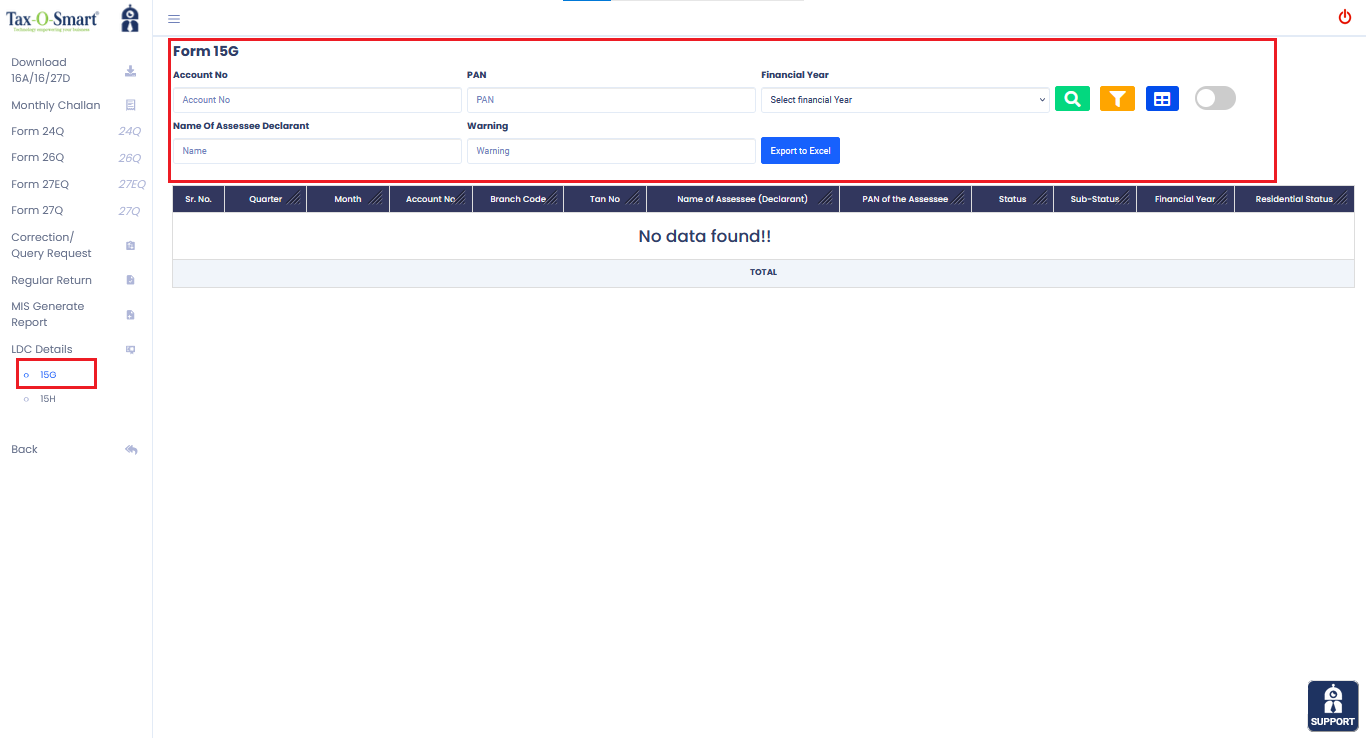 Tax-O-Smart®
Technology empowering your business
Download
16A/16/27D
Monthly Challan
Form 24Q 24Q
Form 26Q 26Q
Form 27EQ 27EQ
Form 27Q 27Q
Correction/
Query Request
Regular Return
MIS Generate
Report
LDC Details
15G
15H
Back
Form 15G
Account No PAN Financial Year
Account No PAN Select financial Year
Name Of Assessee Declarant Warning
Name Warning Export to Excel
Sr. No. Quarter Month Account No Branch Code Tan No Name of Assessee (Declarant) PAN of the Assessee Status Sub-Status Financial Year Residential Status
No data found!!
TOTAL
SUPPORT